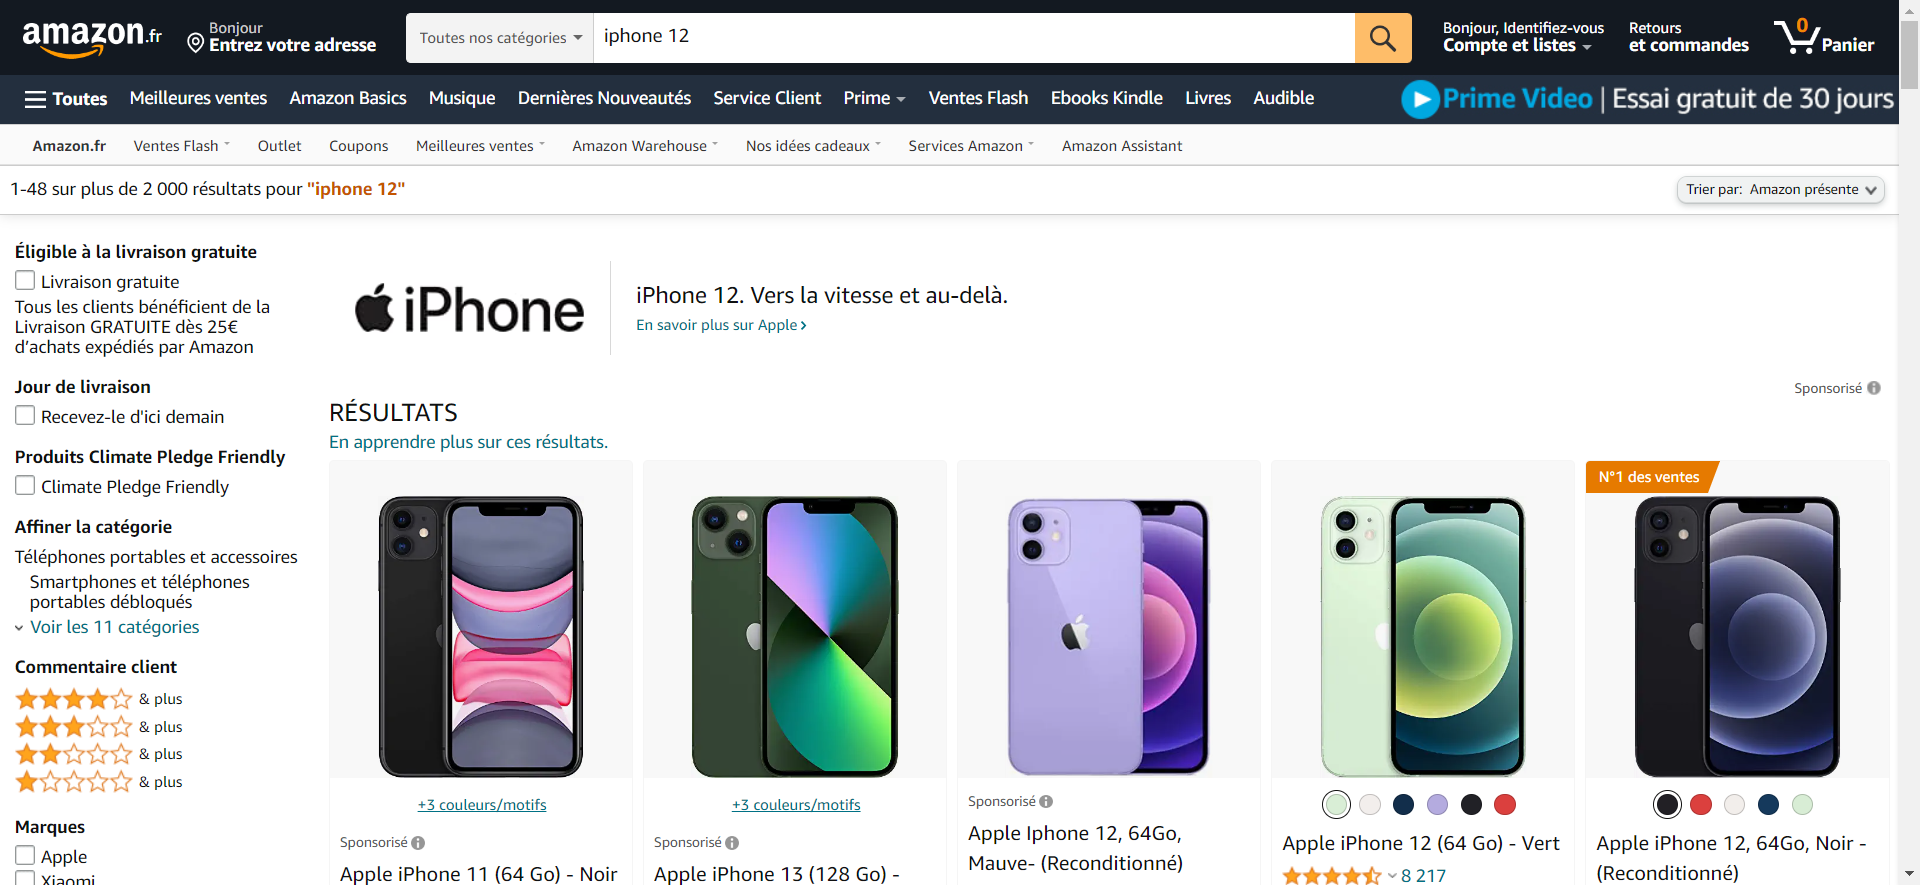 amazon.fr
Bonjour
Entrez votre adresse
Toutes nos catégories
iphone 12
Bonjour, Identifiez-vous
Compte et listes
Retours
et commandes
0
Panier
Toutes
Meilleures ventes
Amazon Basics
Musique
Dernières Nouveautés
Service Client
Prime
Ventes Flash
Ebooks Kindle
Livres
Audible
Prime Video | Essai gratuit de 30 jours
Amazon.fr
Ventes Flash
Outlet
Coupons
Meilleures ventes
Amazon Warehouse
Nos idées cadeaux
Services Amazon
Amazon Assistant
1-48 sur plus de 2 000 résultats pour "iphone 12"
Trier par: Amazon présente
Éligible à la livraison gratuite
Livraison gratuite
Tous les clients bénéficient de la
Livraison GRATUITE dès 25€
d’achats expédiés par Amazon
Jour de livraison
Recevez-le d'ici demain
Produits Climate Pledge Friendly
Climate Pledge Friendly
Affiner la catégorie
Téléphones portables et accessoires
Smartphones et téléphones
portables débloqués
Voir les 11 catégories
Commentaire client
& plus
& plus
& plus
& plus
Marques
Apple
Xiaomi
iPhone
iPhone 12. Vers la vitesse et au-delà.
En savoir plus sur Apple
Sponsorisé
RÉSULTATS
En apprendre plus sur ces résultats.
+3 couleurs/motifs
Sponsorisé
Apple iPhone 11 (64 Go) - Noir
+3 couleurs/motifs
Sponsorisé
Apple iPhone 13 (128 Go) -
Sponsorisé
Apple Iphone 12, 64Go,
Mauve- (Reconditionné)
Apple iPhone 12 (64 Go) - Vert
8 217
N°1 des ventes
Apple iPhone 12, 64Go, Noir -
(Reconditionné)